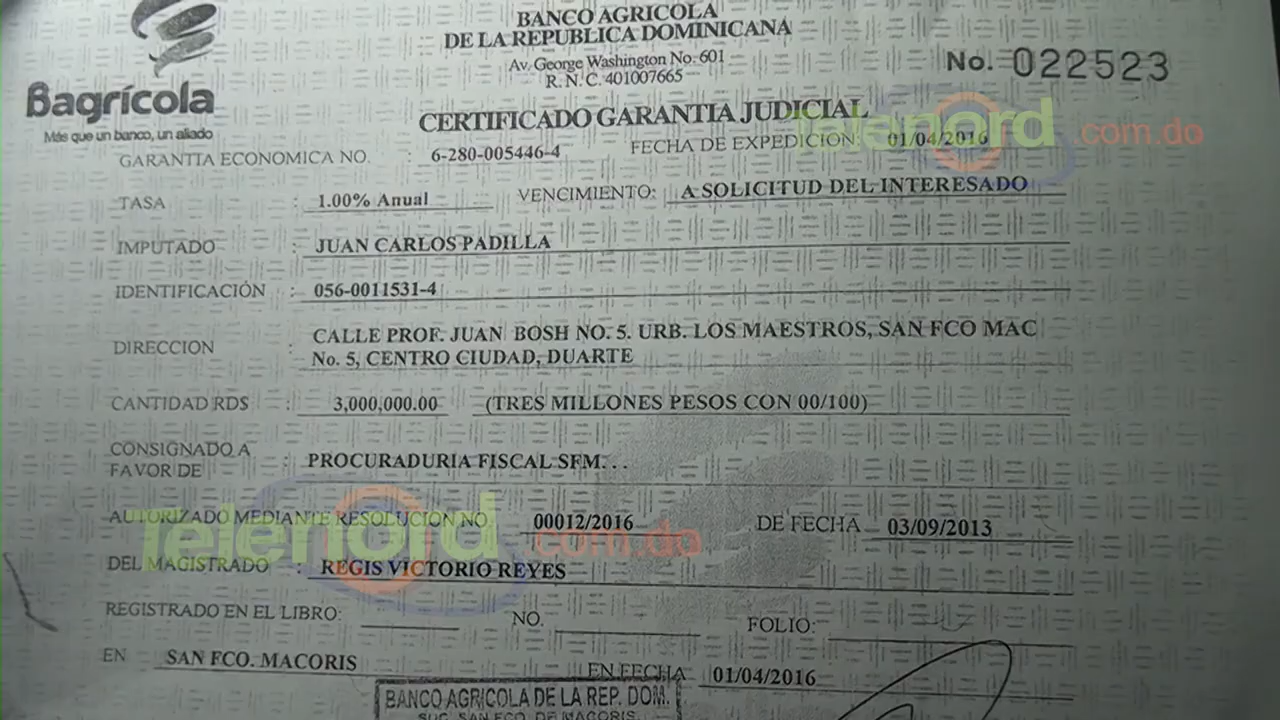 BANCO AGRICOLA
DE LA REPUBLICA DOMINICANA
Av. George Washington No. 601
R. N. C. 401007665
No. 022523
Bagrícola
Más que un banco, un aliado
CERTIFICADO GARANTIA JUDICIAL
telenord.com.do
GARANTIA ECONOMICA NO. : 6-280-005446-4 FECHA DE EXPEDICION: 01/04/2016
TASA : 1.00% Anual VENCIMIENTO: A SOLICITUD DEL INTERESADO
IMPUTADO : JUAN CARLOS PADILLA
IDENTIFICACIÓN : 056-0011531-4
DIRECCION : CALLE PROF. JUAN BOSH NO. 5. URB. LOS MAESTROS, SAN FCO MAC
No. 5, CENTRO CIUDAD, DUARTE
CANTIDAD RD$ : 3,000,000.00 (TRES MILLONES PESOS CON 00/100)
CONSIGNADO A
FAVOR DE : PROCURADURIA FISCAL SFM. . .
AUTORIZADO MEDIANTE RESOLUCION NO. 00012/2016 DE FECHA 03/09/2013
telenord.com.do
DEL MAGISTRADO : REGIS VICTORIO REYES
REGISTRADO EN EL LIBRO: NO. FOLIO:
EN SAN FCO. MACORIS EN FECHA 01/04/2016
BANCO AGRICOLA DE LA REP. DOM.
SUC. SAN FCO. DE MACORIS